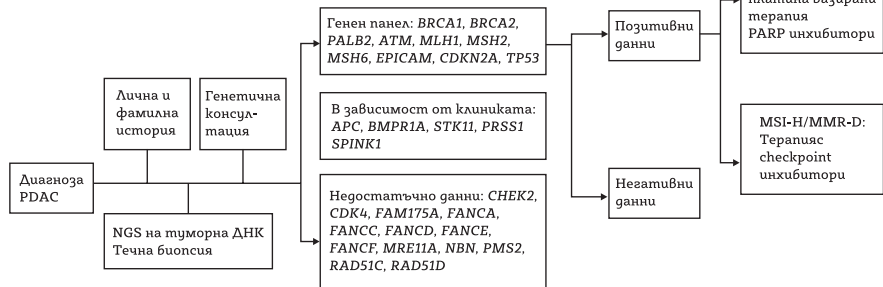 Диагноза
PDAC
Лична и
фамилна
история
Генетична
консул-
тация
NGS на туморна ДНК
Течна биопсия
Генен панел: BRCA1, BRCA2,
PALB2, ATM, MLH1, MSH2,
MSH6, EPICAM, CDKN2A, TP53
В зависимост от клиниката:
APC, BMPR1A, STK11, PRSS1
SPINK1
Недостатъчно данни: CHEK2,
CDK4, FAM175A, FANCA,
FANCC, FANCD, FANCE,
FANCF, MRE11A, NBN, PMS2,
RAD51C, RAD51D
Позитивни
данни
Негативни
данни
платина базирани
терапия
PARP инхибитори
MSI-H/MMR-D:
Терапияс
checkpoint
инхибитори